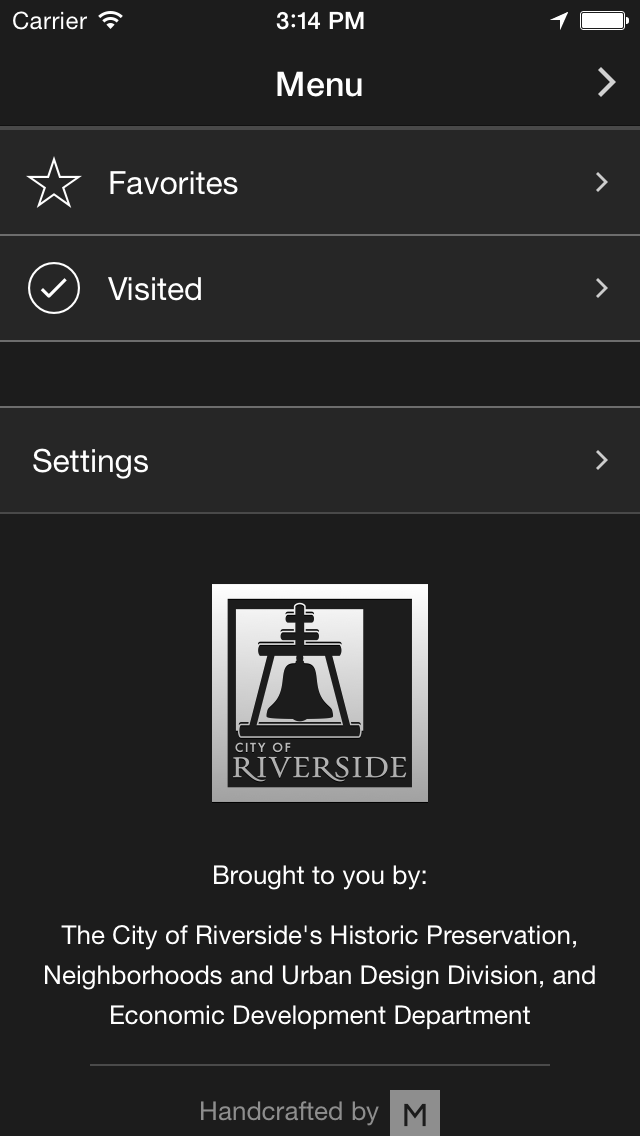 Carrier 3:14 PM
Menu
Favorites
Visited
Settings
CITY OF
RIVERSIDE
Brought to you by:
The City of Riverside's Historic Preservation,
Neighborhoods and Urban Design Division, and
Economic Development Department
Handcrafted by M